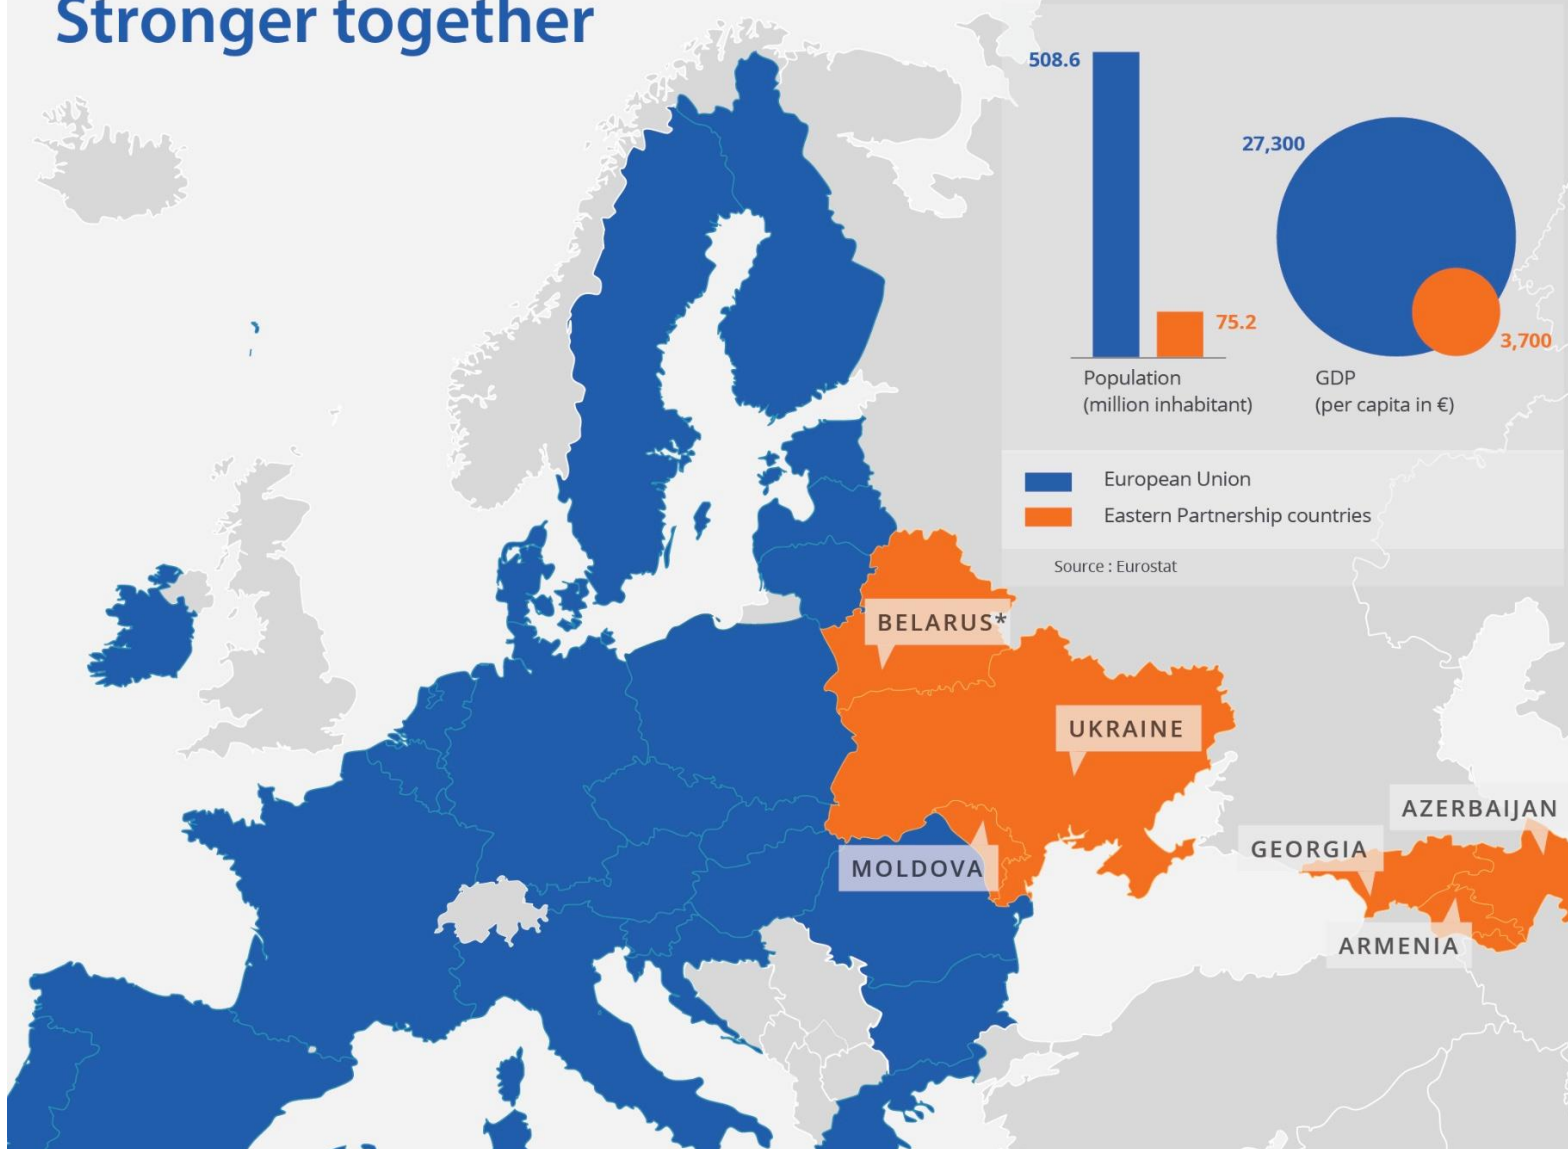 Stronger together
508.6
27,300
75.2
3,700
Population
(million inhabitant)
GDP
(per capita in €)
European Union
Eastern Partnership countries
Source : Eurostat
BELARUS*
UKRAINE
AZERBAIJAN
GEORGIA
MOLDOVA
ARMENIA